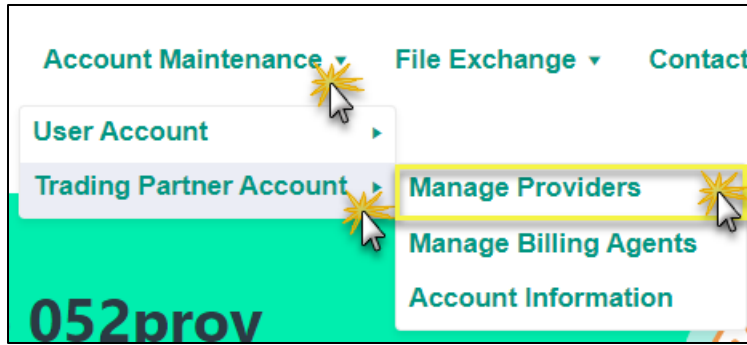 Account Maintenance File Exchange Contact
User Account
Trading Partner Account Manage Providers
Manage Billing Agents
Account Information
052prov